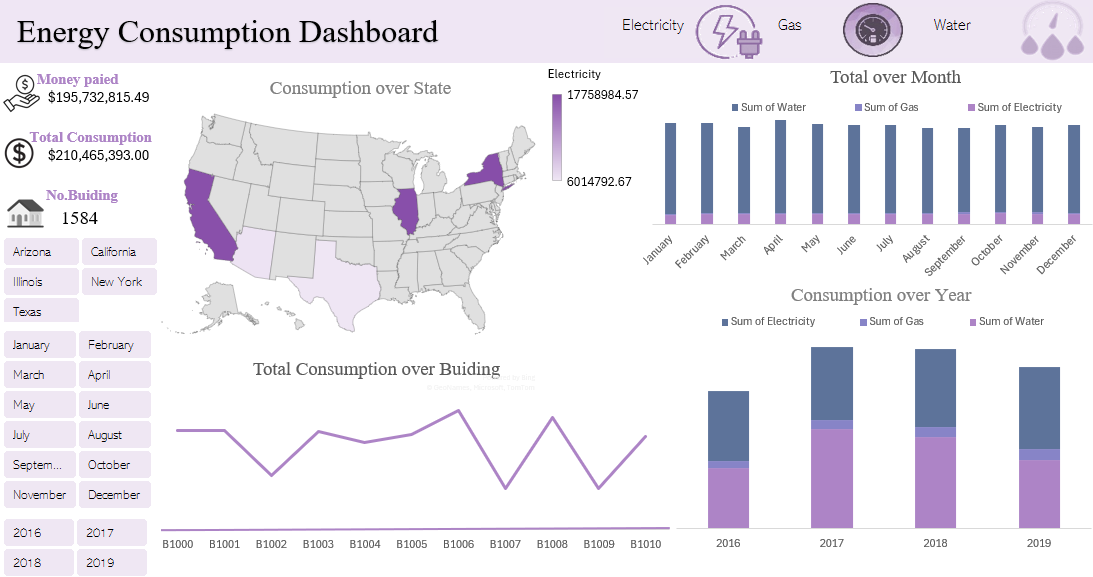 Energy Consumption Dashboard
Electricity
Gas
Water
Money paied
$195,732,815.49
Total Consumption
$210,465,393.00
No.Buiding
1584
Arizona
California
Illinois
New York
Texas
January
February
March
April
May
June
July
August
Septem...
October
November
December
2016
2017
2018
2019
Consumption over State
Electricity
17758984.57
6014792.67
Total Consumption over Buiding
B1000 B1001 B1002 B1003 B1004 B1005 B1006 B1007 B1008 B1009 B1010
Total over Month
Sum of Water Sum of Gas Sum of Electricity
January February March April May June July August September October November December
Consumption over Year
Sum of Electricity Sum of Gas Sum of Water
2016 2017 2018 2019